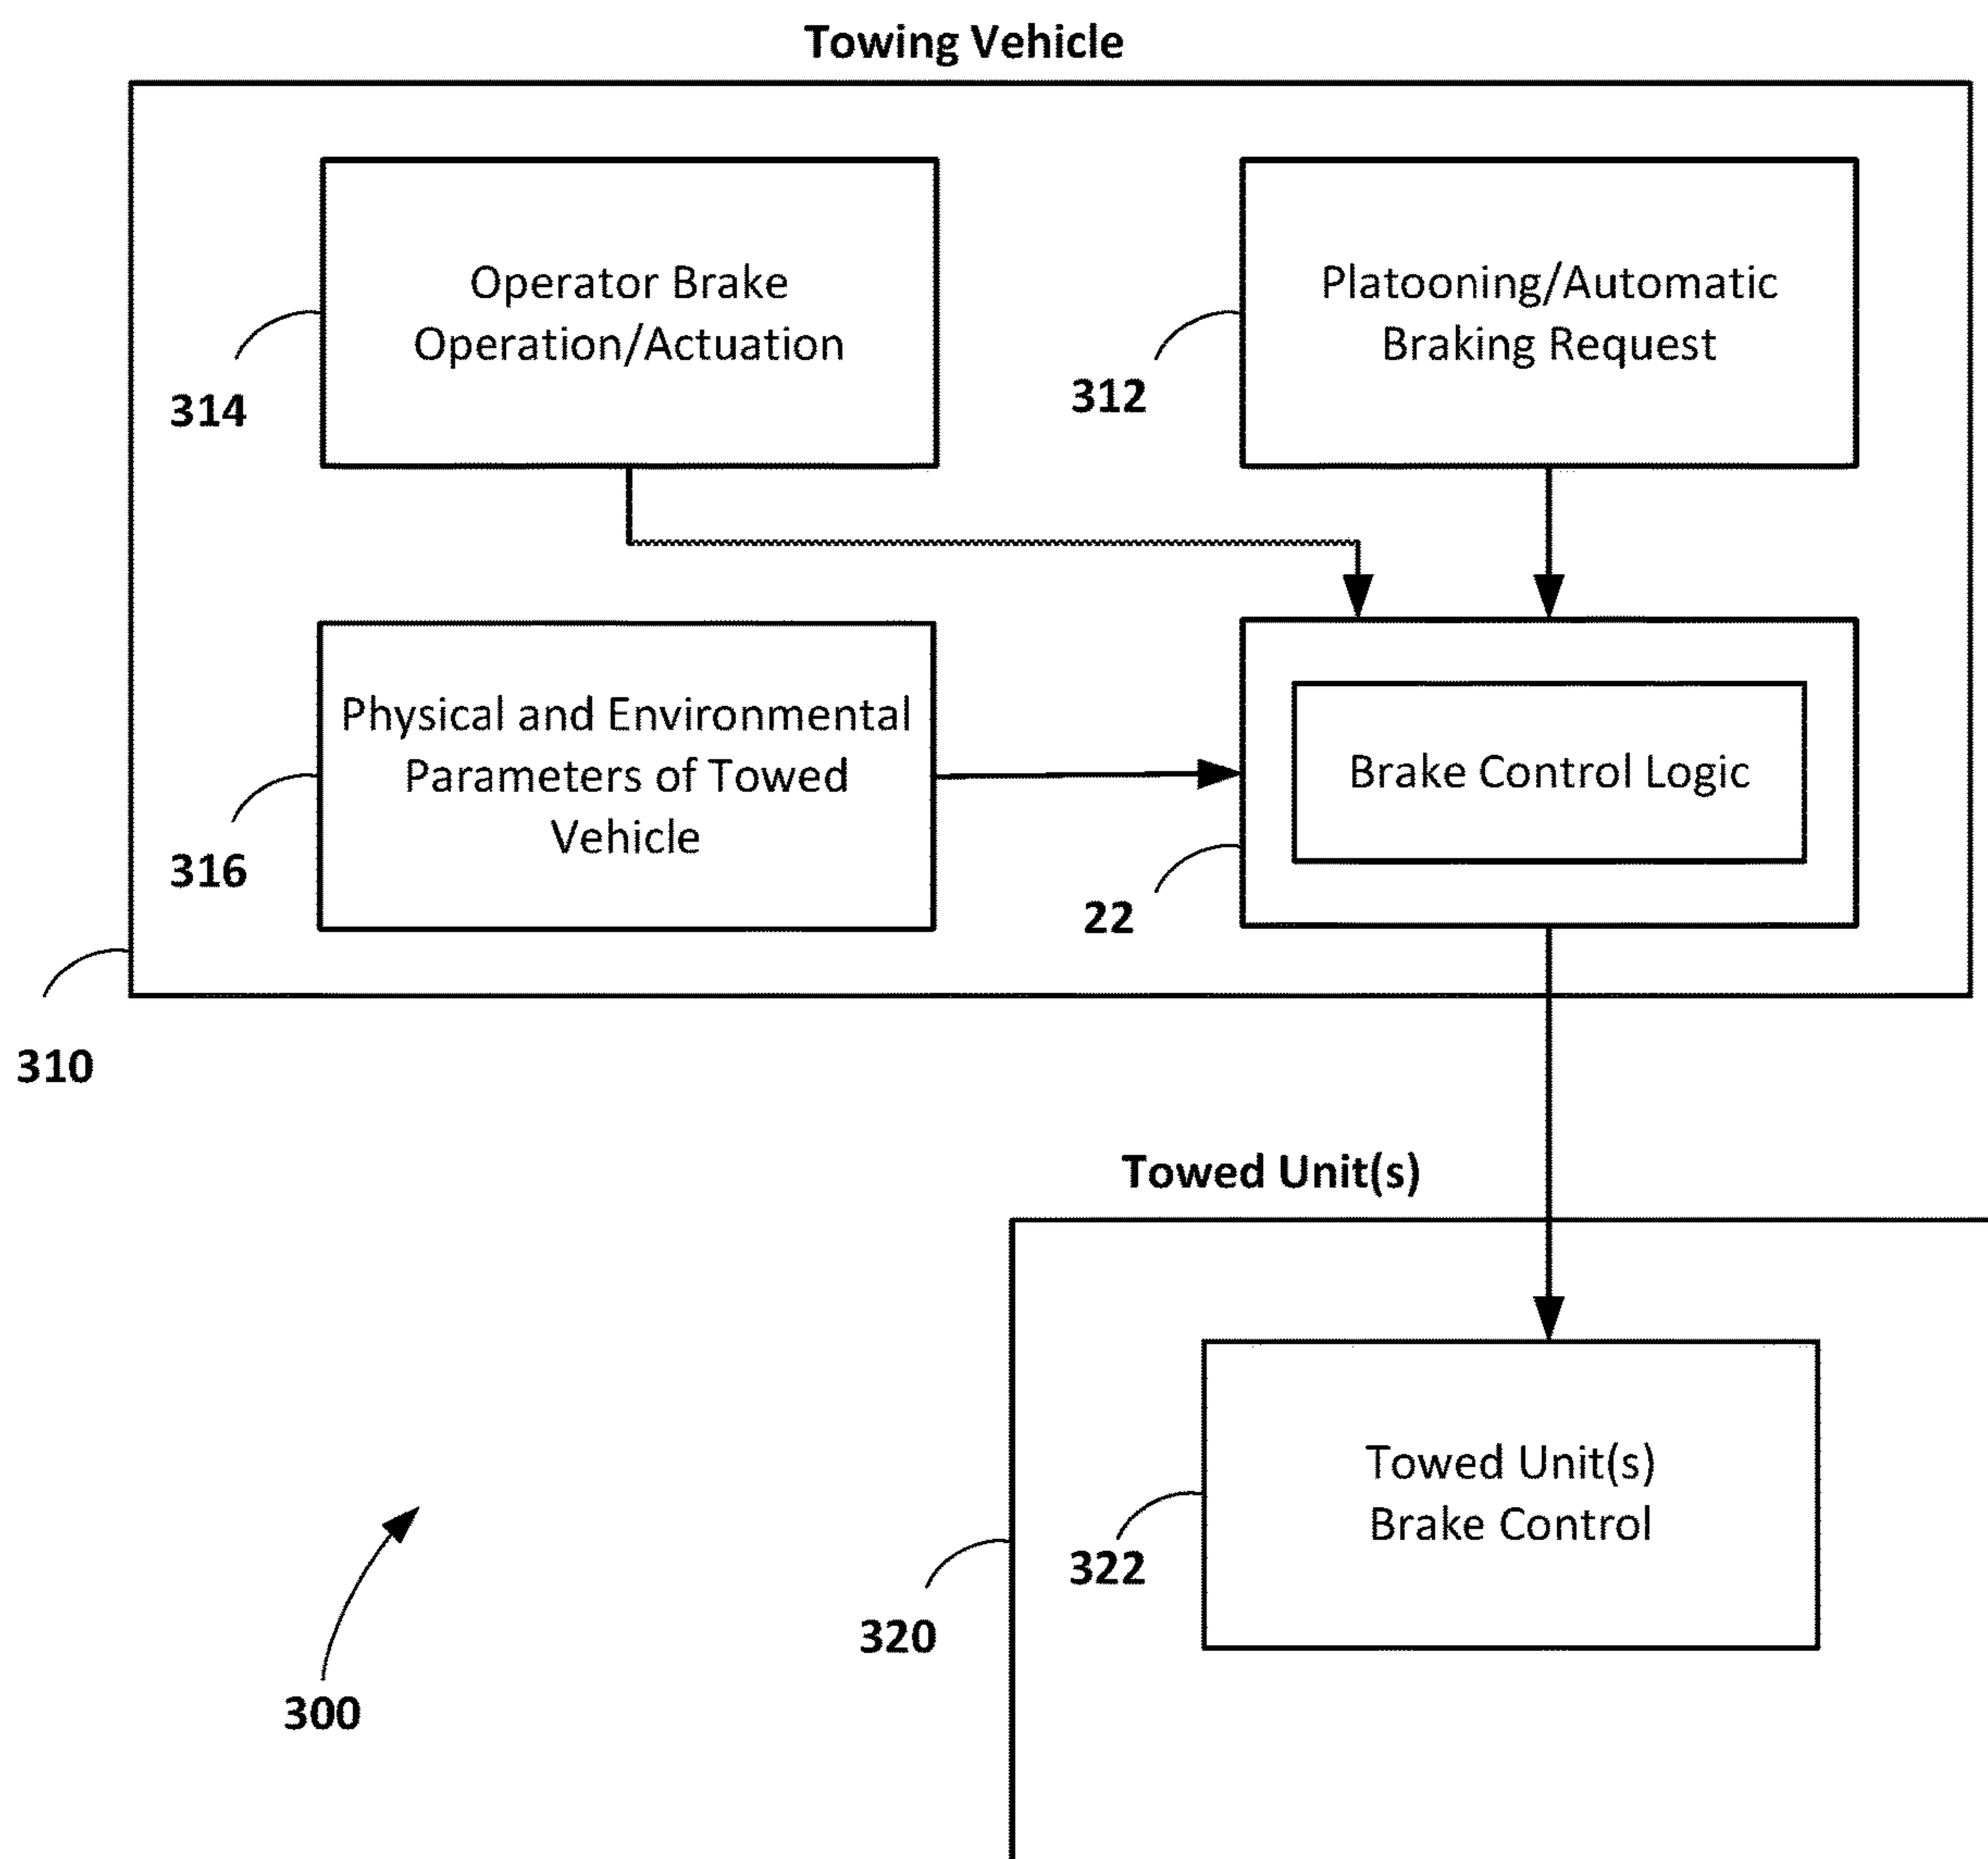 Towing Vehicle
Operator Brake
Operation/Actuation
314
Platooning/Automatic
Braking Request
312
Physical and Environmental
Parameters of Towed
Vehicle
316
Brake Control Logic
22
310
Towed Unit(s)
Towed Unit(s)
Brake Control
322
320
300